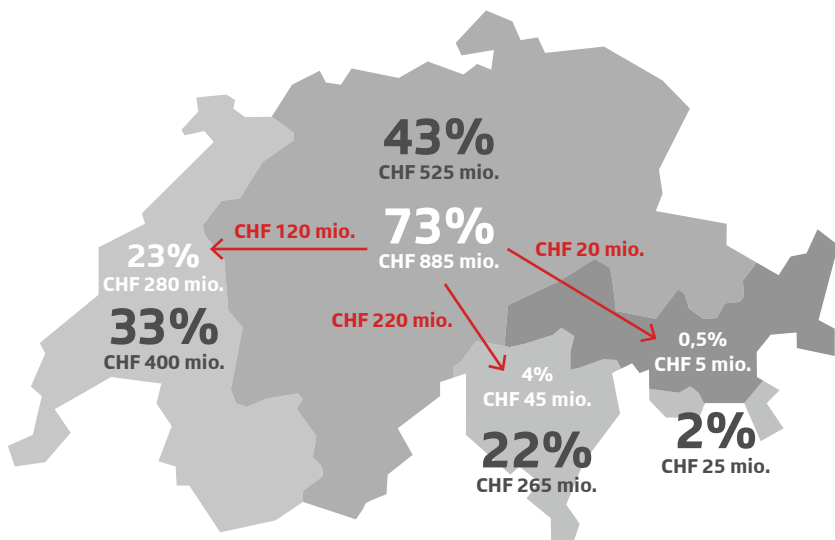 43%
CHF 525 mio.
73%
CHF 885 mio.
CHF 120 mio.
CHF 20 mio.
CHF 220 mio.
23%
CHF 280 mio.
33%
CHF 400 mio.
4%
CHF 45 mio.
22%
CHF 265 mio.
0,5%
CHF 5 mio.
2%
CHF 25 mio.